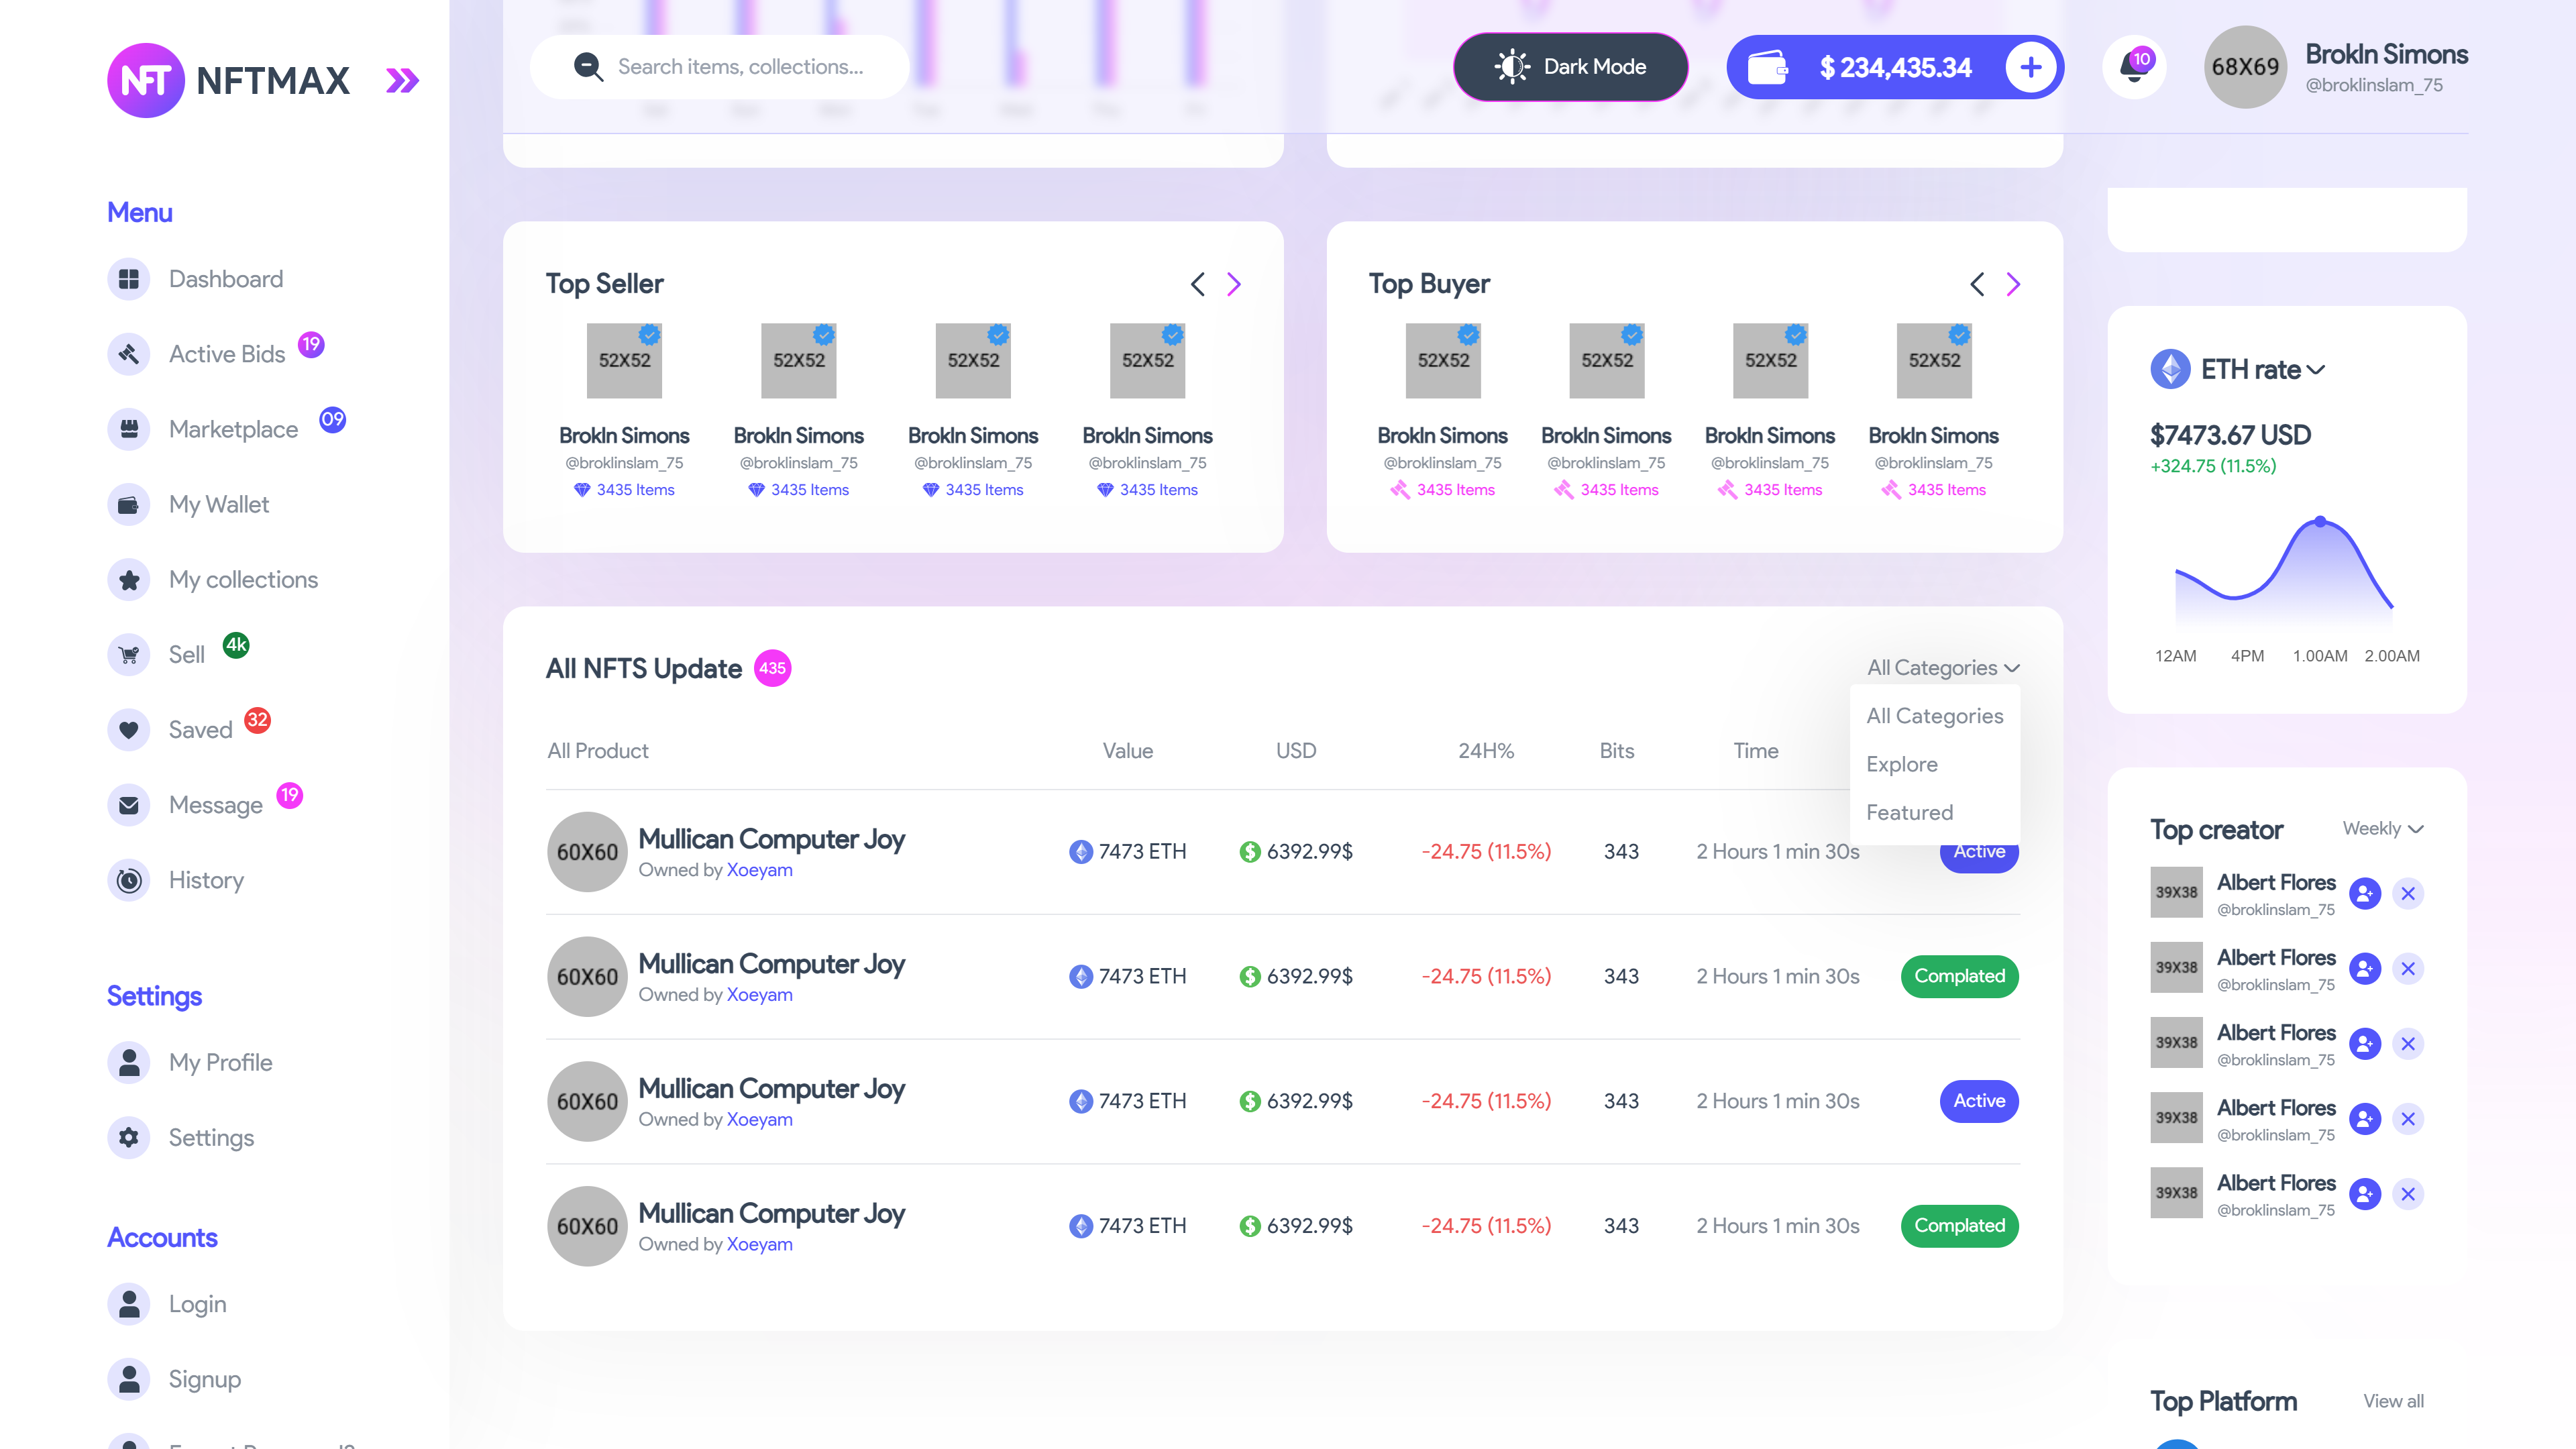 NFT NFTMAX
Search items, collections...
Dark Mode
$ 234,435.34
10
68X69
Brokln Simons
@broklinslam_75
Menu
Dashboard
Active Bids 19
Marketplace 09
My Wallet
My collections
Sell 4k
Saved 32
Message 19
History
Settings
My Profile
Settings
Accounts
Login
Signup
Top Seller
52X52 52X52 52X52 52X52
Brokln Simons Brokln Simons Brokln Simons Brokln Simons
@broklinslam_75 @broklinslam_75 @broklinslam_75 @broklinslam_75
3435 Items 3435 Items 3435 Items 3435 Items
Top Buyer
52X52 52X52 52X52 52X52
Brokln Simons Brokln Simons Brokln Simons Brokln Simons
@broklinslam_75 @broklinslam_75 @broklinslam_75 @broklinslam_75
3435 Items 3435 Items 3435 Items 3435 Items
All NFTS Update 435
All Categories
All Categories
Explore
Featured
All Product Value USD 24H% Bits Time
60X60 Mullican Computer Joy 7473 ETH 6392.99$ -24.75 (11.5%) 343 2 Hours 1 min 30s Active
Owned by Xoeyam
60X60 Mullican Computer Joy 7473 ETH 6392.99$ -24.75 (11.5%) 343 2 Hours 1 min 30s Complated
Owned by Xoeyam
60X60 Mullican Computer Joy 7473 ETH 6392.99$ -24.75 (11.5%) 343 2 Hours 1 min 30s Active
Owned by Xoeyam
60X60 Mullican Computer Joy 7473 ETH 6392.99$ -24.75 (11.5%) 343 2 Hours 1 min 30s Complated
Owned by Xoeyam
ETH rate
$7473.67 USD
+324.75 (11.5%)
12AM 4PM 1.00AM 2.00AM
Top creator Weekly
39X38 Albert Flores
@broklinslam_75
39X38 Albert Flores
@broklinslam_75
39X38 Albert Flores
@broklinslam_75
39X38 Albert Flores
@broklinslam_75
39X38 Albert Flores
@broklinslam_75
Top Platform View all